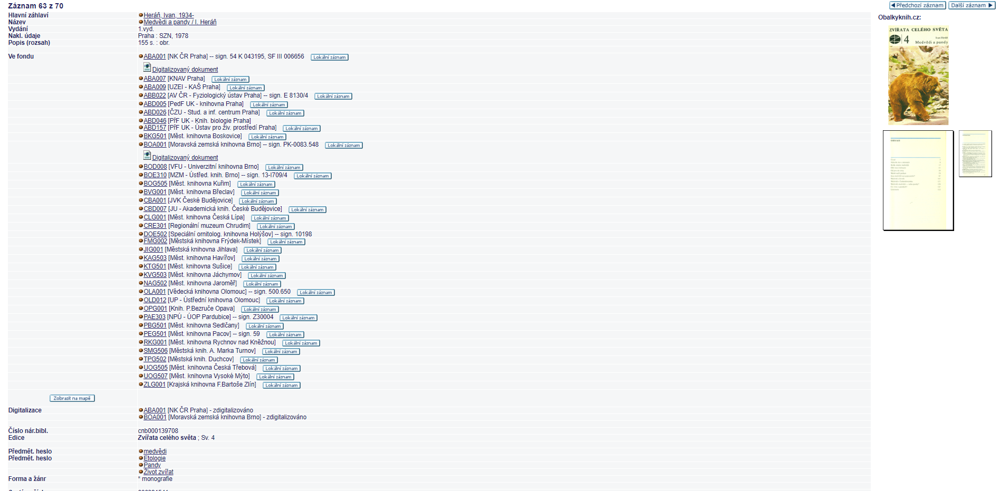 Záznam 63 z 70
Předchozí záznam Další záznam
Hlavní záhlaví Heráň, Ivan, 1934-
Název Medvědi a pandy / I. Heráň
Vydání 1.vyd.
Nakl. údaje Praha : SZN, 1978
Popis (rozsah) 155 s. : obr.
Ve fondu ABA001 [NK ČR Praha] -- sign. 54 K 043195, SF III 006656 Lokální záznam
Digitalizovaný dokument
ABA007 [KNAV Praha] Lokální záznam
ABA009 [UZEI - KAŠ Praha] Lokální záznam
ABB022 [AV ČR - Fyziologický ústav Praha] -- sign. E 8130/4 Lokální záznam
ABD005 [PedF UK - knihovna Praha] Lokální záznam
ABD026 [ČZU - Stud. a inf. centrum Praha] Lokální záznam
ABD046 [PřF UK - Knih. biologie Praha]
ABD157 [PřF UK - Ústav pro živ. prostředí Praha] Lokální záznam
BKG501 [Měst. knihovna Boskovice] Lokální záznam
BOA001 [Moravská zemská knihovna Brno] -- sign. PK-0083.548 Lokální záznam
Digitalizovaný dokument
BOD008 [VFU - Univerzitní knihovna Brno] Lokální záznam
BOE310 [MZM - Ústřed. knih. Brno] -- sign. 13-I709/4 Lokální záznam
BOG505 [Měst. knihovna Kuřim] Lokální záznam
BVG001 [Měst. knihovna Břeclav] Lokální záznam
CBA001 [JVK České Budějovice] Lokální záznam
CBD007 [JU - Akademická knih. České Budějovice] Lokální záznam
CLG001 [Měst. knihovna Česká Lípa] Lokální záznam
CRE301 [Regionální muzeum Chrudim] Lokální záznam
DOE502 [Speciální ornitolog. knihovna Holýšov] -- sign. 10198
FMG002 [Městská knihovna Frýdek-Místek] Lokální záznam
JIG001 [Městská knihovna Jihlava] Lokální záznam
KAG503 [Měst. knihovna Havířov] Lokální záznam
KTG501 [Měst. knihovna Sušice] Lokální záznam
KVG503 [Měst. knihovna Jáchymov] Lokální záznam
NAG502 [Měst. knihovna Jaroměř] Lokální záznam
OLA001 [Vědecká knihovna Olomouc] -- sign. 500.650 Lokální záznam
OLD012 [UP - Ústřední knihovna Olomouc] Lokální záznam
OPG001 [Knih. P.Bezruče Opava] Lokální záznam
PAE303 [NPÚ - ÚOP Pardubice] -- sign. Z30004 Lokální záznam
PBG501 [Měst. knihovna Sedlčany] Lokální záznam
PEG501 [Měst. knihovna Pacov] -- sign. 59 Lokální záznam
RKG001 [Měst. knihovna Rychnov nad Kněžnou] Lokální záznam
SMG506 [Městská knih. A. Marka Turnov] Lokální záznam
TPG502 [Městská knih. Duchcov] Lokální záznam
UOG505 [Měst. knihovna Česká Třebová] Lokální záznam
UOG507 [Měst. knihovna Vysoké Mýto] Lokální záznam
ZLG001 [Krajská knihovna F.Bartoše Zlín] Lokální záznam
Zobrazit na mapě
Digitalizace ABA001 [NK ČR Praha] - zdigitalizováno
BOA001 [Moravská zemská knihovna Brno] - zdigitalizováno
Číslo nár.bibl. cnb000139708
Edice Zvířata celého světa ; Sv. 4
Předmět. heslo medvědi
Předmět. heslo Etologie
Pandy
Život zvířat
Forma a žánr * monografie
Obalkyknih.cz:
ZVÍŘATA CELÉHO SVĚTA
4
Ivan Heráň
Medvědi a pandy
OBSAH